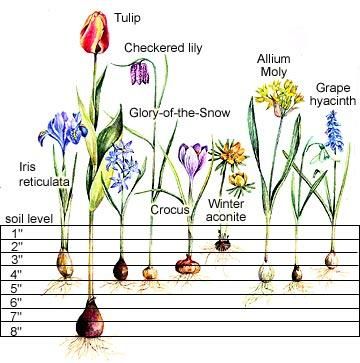 Tulip
Checkered lily
Allium
Moly
Grape
hyacinth
Glory-of-the-Snow
Iris
reticulata
Crocus
Winter
aconite
soil level
1"
2"
3"
4"
5"
6"
7"
8"